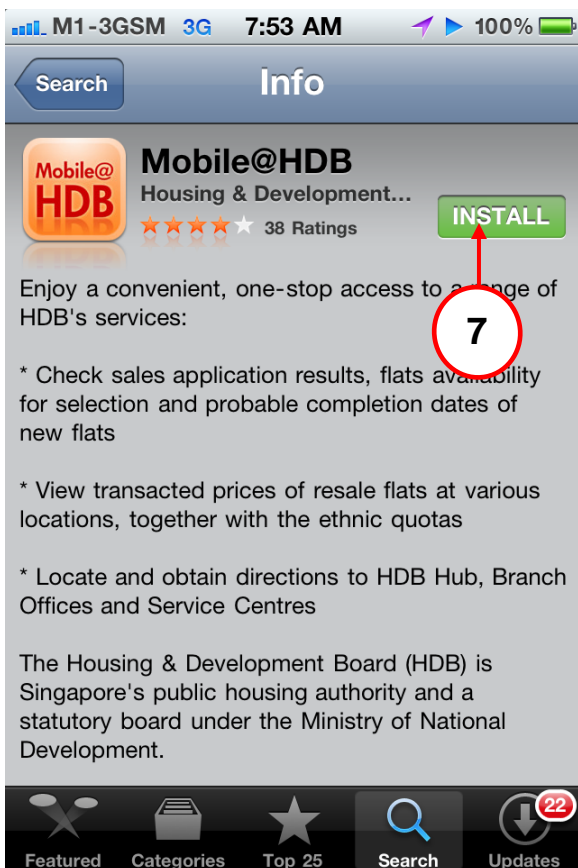 M1-3GSM 3G 7:53 AM 100%
Search Info
Mobile@
HDB
Mobile@HDB
Housing & Development...
38 Ratings
INSTALL
7
Enjoy a convenient, one-stop access to a range of
HDB's services:
* Check sales application results, flats availability
for selection and probable completion dates of
new flats
* View transacted prices of resale flats at various
locations, together with the ethnic quotas
* Locate and obtain directions to HDB Hub, Branch
Offices and Service Centres
The Housing & Development Board (HDB) is
Singapore's public housing authority and a
statutory board under the Ministry of National
Development.
22
Featured Categories Top 25 Search Updates